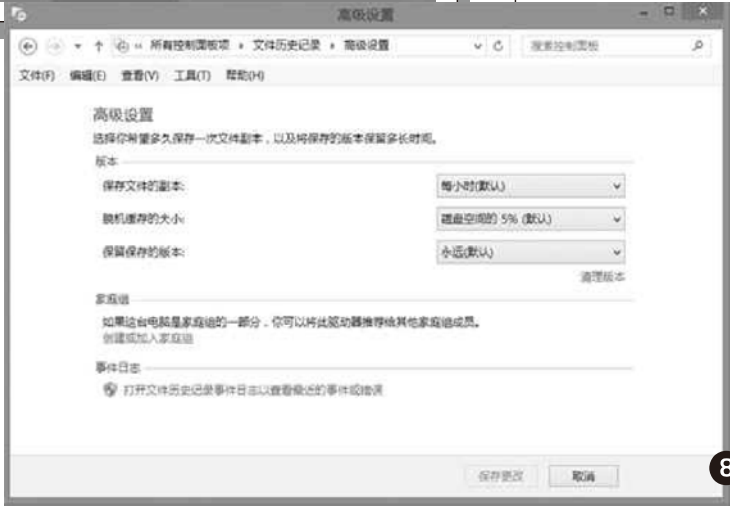 高级设置
↑ « 所有控制面板项 ▸ 文件历史记录 ▸ 高级设置 搜索控制面板
文件(F) 编辑(E) 查看(V) 工具(T) 帮助(H)
高级设置
选择你希望多久保存一次文件副本，以及将保存的版本保留多长时间。
版本
保存文件的副本: 每小时(默认)
脱机缓存的大小: 磁盘空间的 5% (默认)
保留保存的版本: 永远(默认)
清理版本
家庭组
如果这台电脑是家庭组的一部分，你可以将此驱动器推荐给其他家庭组成员。
创建或加入家庭组
事件日志
打开文件历史记录事件日志以查看最近的事件或错误
保存更改 取消
8